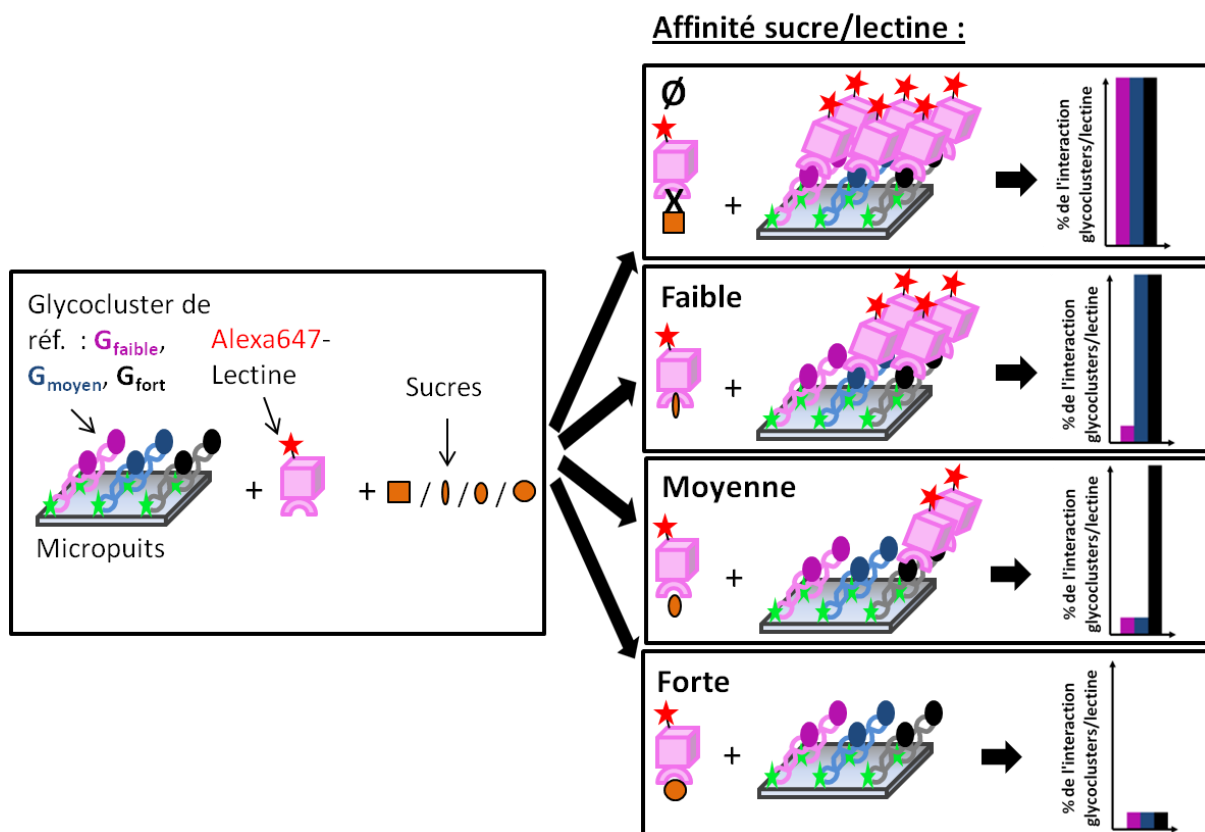 Affinité sucre/lectine :
Glycocluster de
réf. : Gfaible,
Gmoyen, Gfort
Alexa647-
Lectine
Sucres
+
+
/ / /
Micropuits
Ø
X
+
% de l'interaction
glycoclusters/lectine
Faible
+
% de l'interaction
glycoclusters/lectine
Moyenne
+
% de l'interaction
glycoclusters/lectine
Forte
+
% de l'interaction
glycoclusters/lectine